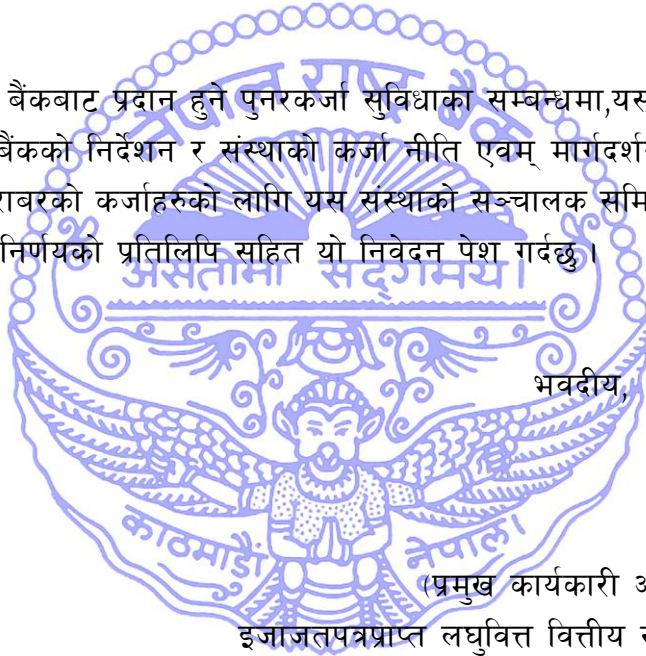 नेपाल राष्ट्र बैंक
बैंकबाट प्रदान हुने पुनरकर्जा सुविधाका सम्बन्धमा,यस
बैंकको निर्देशन र संस्थाको कर्जा नीति एवम् मार्गदर्शन
राबरको कर्जाहरुको लागि यस संस्थाको सञ्चालक समि
निर्णयको प्रतिलिपि सहित यो निवेदन पेश गर्दछु ।
असतोमा सद्गमय।
भवदीय,
काठमाडौं नेपाल।
(प्रमुख कार्यकारी अ
इजाजतपत्रप्राप्त लघुवित्त वित्तीय स